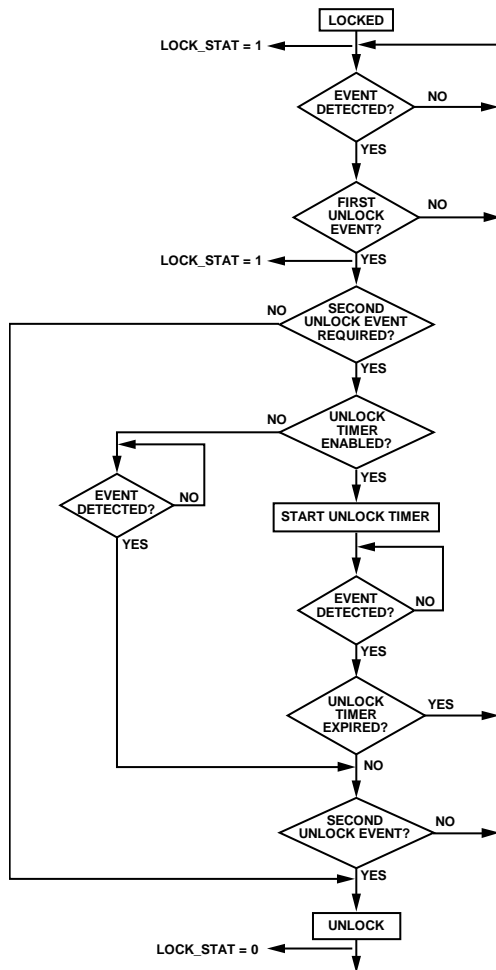 LOCKED
LOCK_STAT = 1
EVENT
DETECTED?
NO
YES
FIRST
UNLOCK
EVENT?
NO
YES
LOCK_STAT = 1
SECOND
UNLOCK EVENT
REQUIRED?
NO
YES
UNLOCK
TIMER
ENABLED?
NO
YES
EVENT
DETECTED?
NO
YES
START UNLOCK TIMER
EVENT
DETECTED?
NO
YES
UNLOCK
TIMER
EXPIRED?
YES
NO
SECOND
UNLOCK EVENT?
NO
YES
UNLOCK
LOCK_STAT = 0